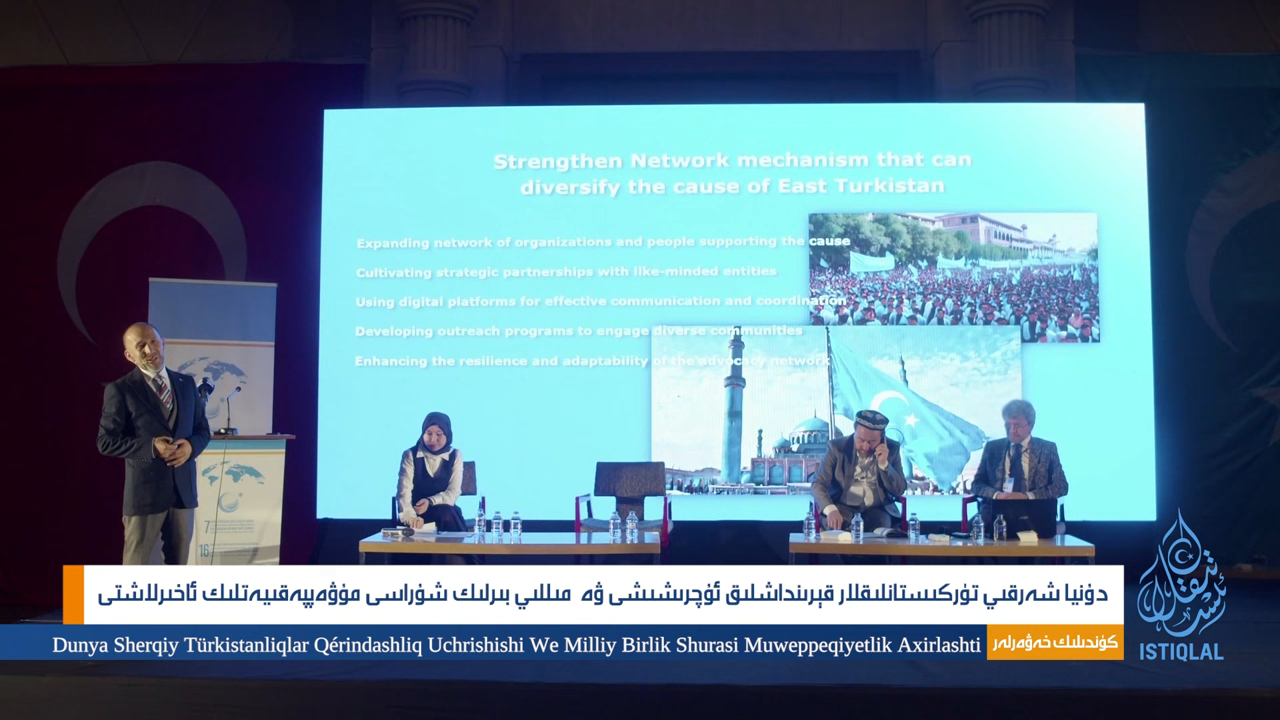 Strengthen Network mechanism that can
diversify the cause of East Turkistan
Expanding network of organizations and people supporting the cause
Cultivating strategic partnerships with like-minded entities
Using digital platforms for effective communication and coordination
Developing outreach programs to engage diverse communities
Enhancing the resilience and adaptability of the advocacy network
7
16
دۇنيا شەرقىي تۈركىستانلىقلار قېرىنداشلىق ئۇچرىشىشى ۋە مىللىي بىرلىك شۇراسى مۇۋەپپەقىيەتلىك ئاخىرلاشتى
Dunya Sherqiy Türkistanliqlar Qérindashliq Uchrishishi We Milliy Birlik Shurasi Muweppeqiyetlik Axirlashti
كۈندىلىك خەۋەرلەر
ISTIQLAL